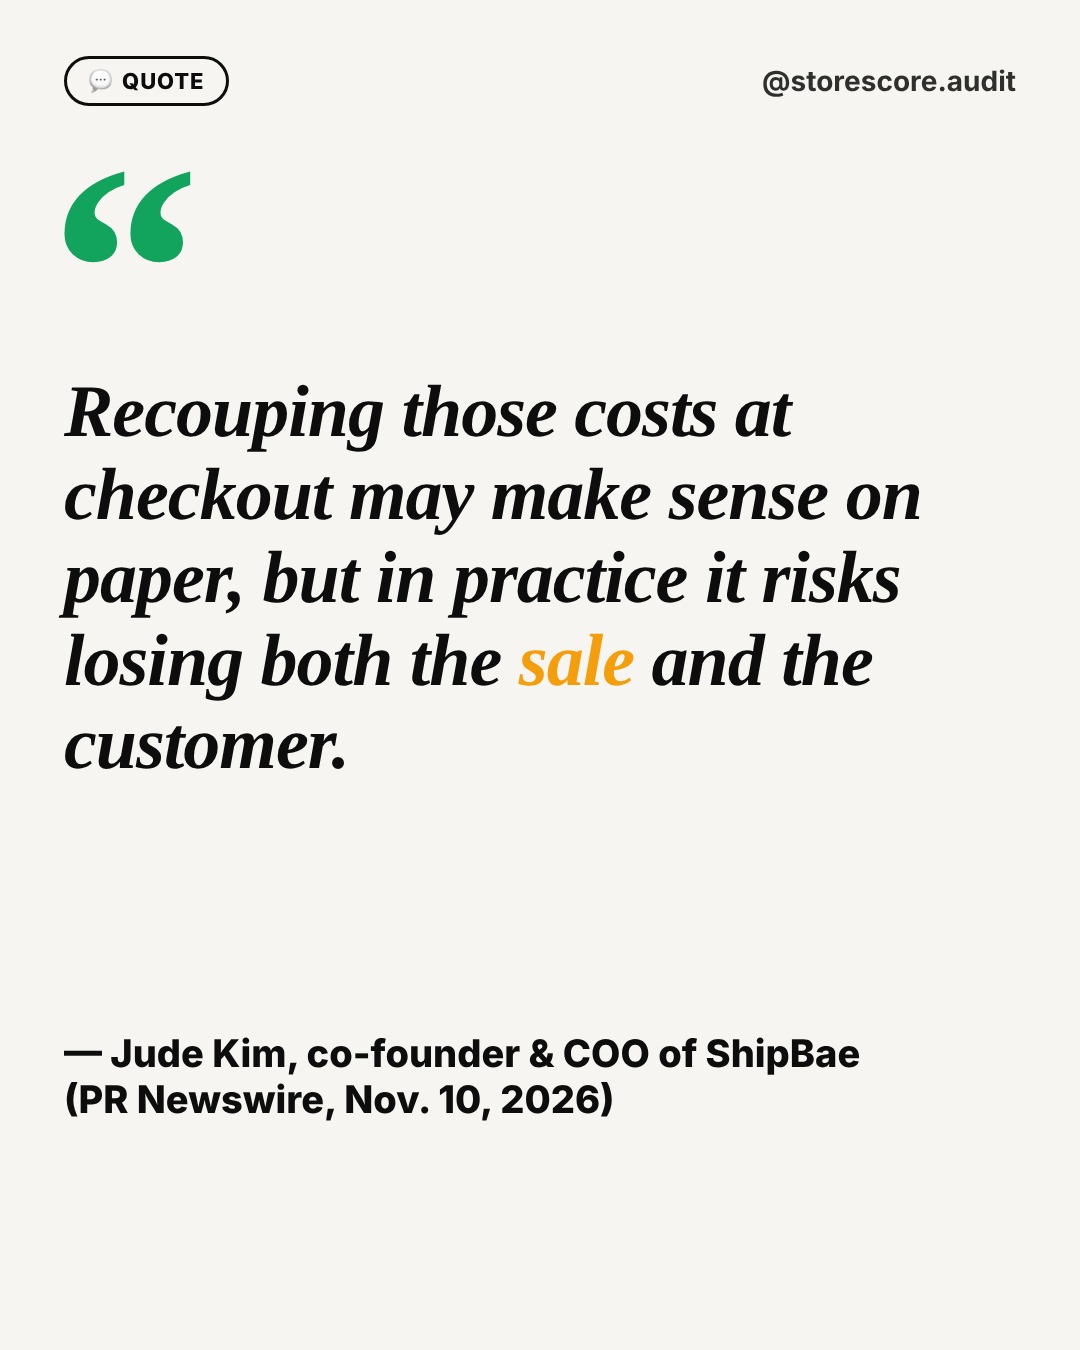 💬 QUOTE
@storescore.audit
“
Recouping those costs at
checkout may make sense on
paper, but in practice it risks
losing both the sale and the
customer.
— Jude Kim, co-founder & COO of ShipBae
(PR Newswire, Nov. 10, 2026)